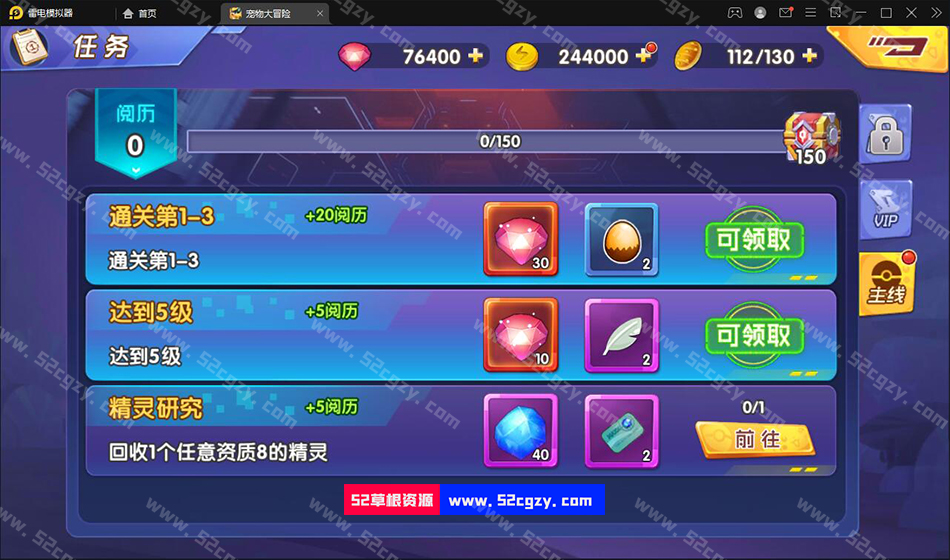 雷电模拟器
首页
宠物大冒险
任务
76400
244000
112/130
阅历
0
0/150
150
VIP
主线
通关第1-3
+20阅历
通关第1-3
30
2
可领取
达到5级
+5阅历
达到5级
10
2
可领取
精灵研究
+5阅历
回收1个任意资质8的精灵
40
2
0/1
前往
52草根资源
www.52cgzy.com
www.52cgzy.com